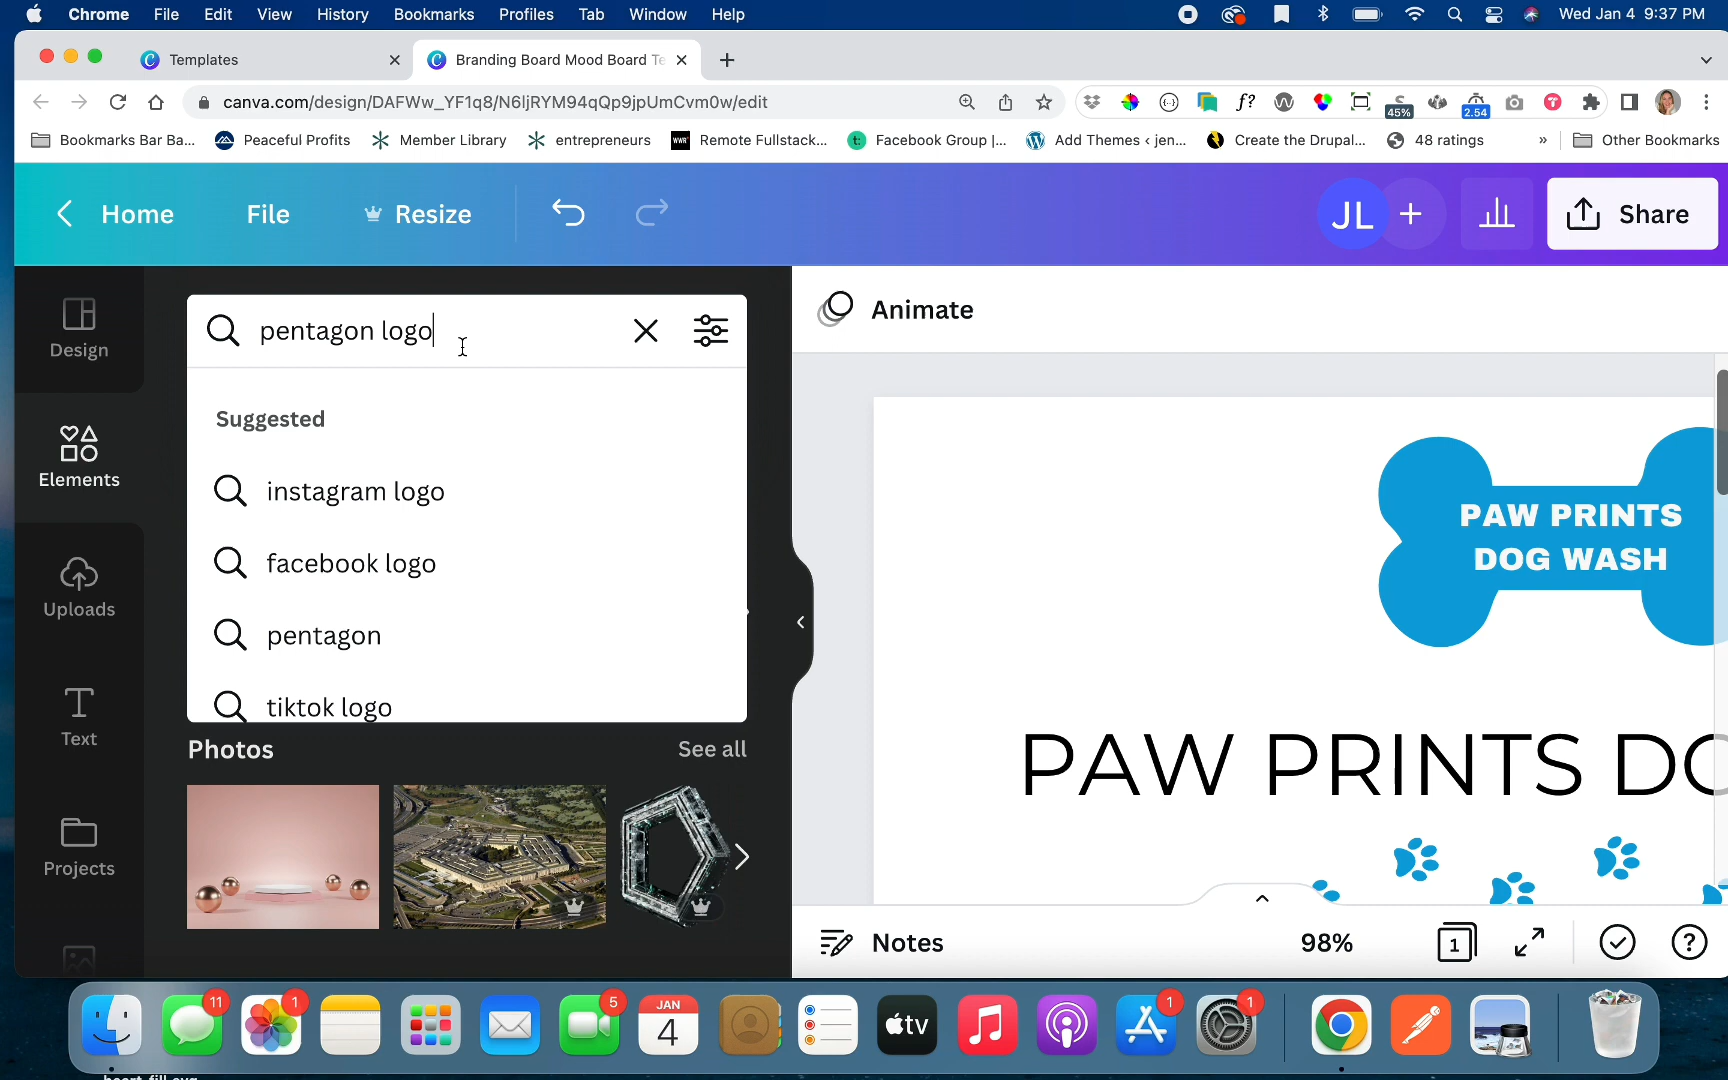 Chrome File Edit View History Bookmarks Profiles Tab Window Help Wed Jan 4 9:37 PM
Templates Branding Board Mood Board Te
canva.com/design/DAFWw_YF1q8/N6ljRYM94qQp9jpUmCvm0w/edit f? 45% 2.54
Bookmarks Bar Ba... Peaceful Profits Member Library entrepreneurs Remote Fullstack... Facebook Group |... Add Themes ‹ jen... Create the Drupal... 48 ratings » Other Bookmarks
Home File Resize JL + Share
Design
Elements
Uploads
Text
Projects
pentagon logo
Suggested
instagram logo
facebook logo
pentagon
tiktok logo
Photos See all
Animate
PAW PRINTS
DOG WASH
PAW PRINTS DO
Notes 98% 1
11 1 5 JAN 4 tv 1 1